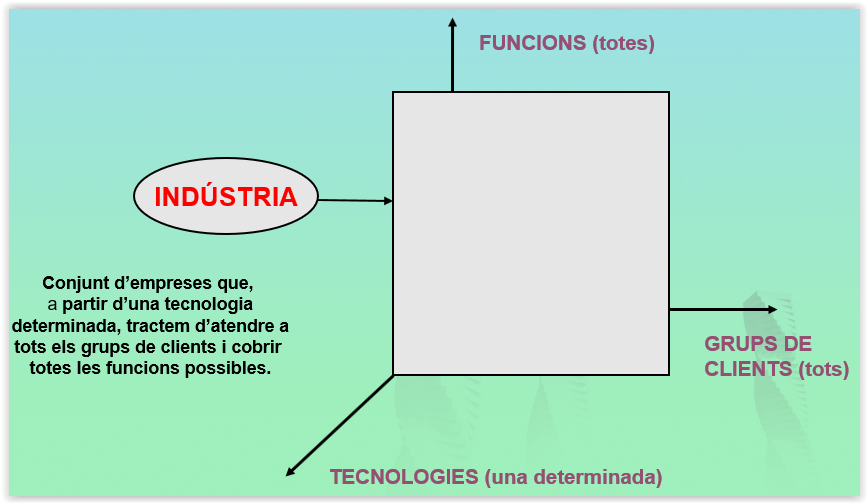 FUNCIONS (totes)
INDÚSTRIA
Conjunt d'empreses que,
a partir d'una tecnologia
determinada, tractem d'atendre a
tots els grups de clients i cobrir
totes les funcions possibles.
GRUPS DE
CLIENTS (tots)
TECNOLOGIES (una determinada)